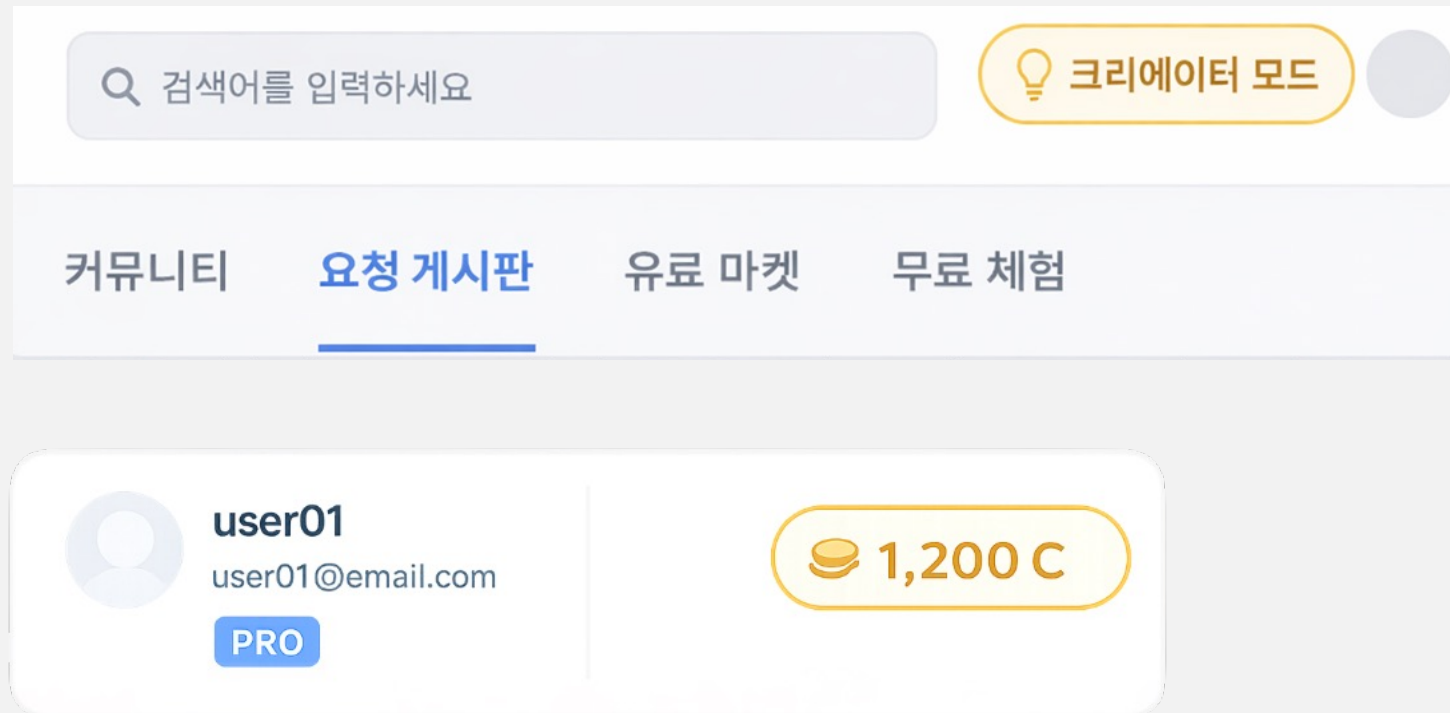 검색어를 입력하세요
크리에이터 모드
커뮤니티 요청 게시판 유료 마켓 무료 체험
user01
user01@email.com
PRO
1,200 C